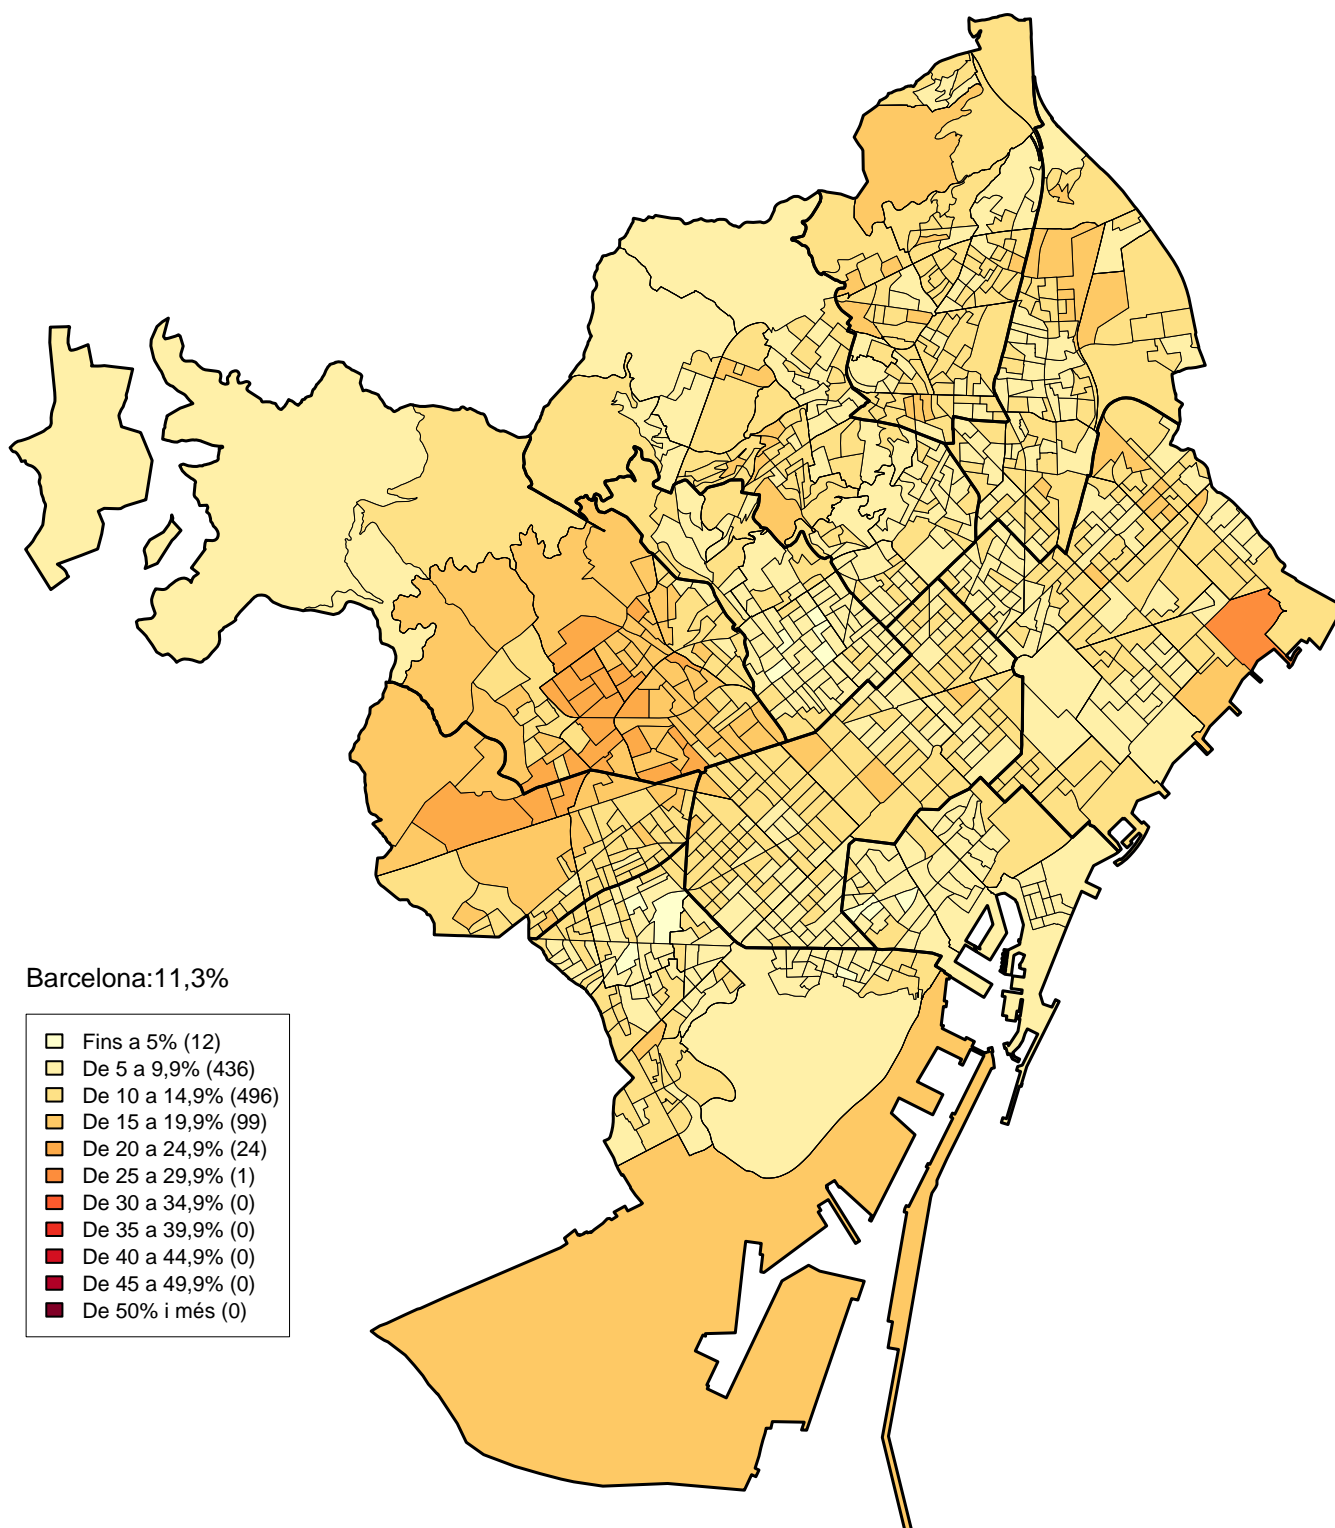 Barcelona:11,3%
Fins a 5% (12)
De 5 a 9,9% (436)
De 10 a 14,9% (496)
De 15 a 19,9% (99)
De 20 a 24,9% (24)
De 25 a 29,9% (1)
De 30 a 34,9% (0)
De 35 a 39,9% (0)
De 40 a 44,9% (0)
De 45 a 49,9% (0)
De 50% i més (0)